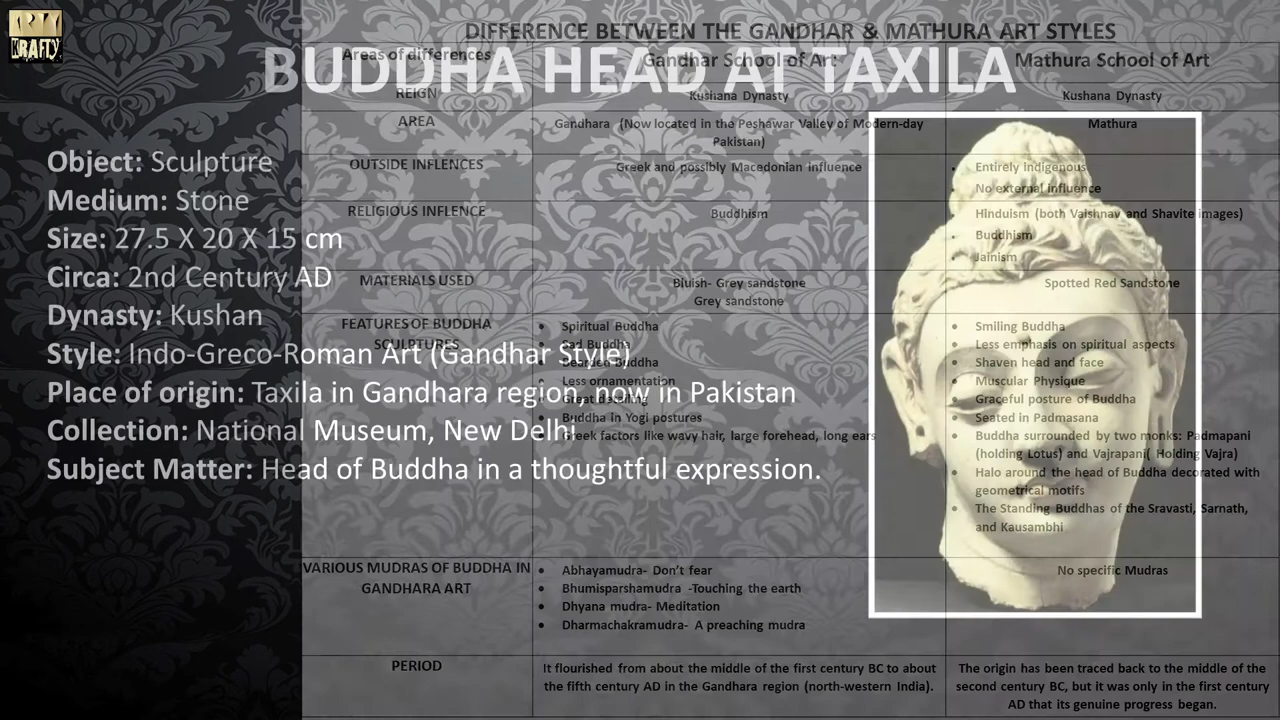 ARTY
KRAFTY
DIFFERENCE BETWEEN THE GANDHAR & MATHURA ART STYLES
BUDDHA HEAD AT TAXILA
Object: Sculpture
Medium: Stone
Size: 27.5 X 20 X 15 cm
Circa: 2nd Century AD
Dynasty: Kushan
Style: Indo-Greco-Roman Art (Gandhar Style)
Place of origin: Taxila in Gandhara region, now in Pakistan
Collection: National Museum, New Delhi
Subject Matter: Head of Buddha in a thoughtful expression.
Areas of differences
Gandhar School of Art:
Mathura School of Art
REIGN
Kushana Dynasty
Kushana Dynasty
AREA
Gandhara (Now located in the Peshawar Valley of Modern-day
Pakistan)
Mathura
OUTSIDE INFLENCES
Greek and possibly Macedonian influence
• Entirely indigenous
No external influence
RELIGIOUS INFLENCE
Buddhism
Hinduism (both Vaishnav and Shavite images)
• Buddhism
• Jainism
MATERIALS USED
Bluish- Grey sandstone
Grey sandstone
Spotted Red Sandstone
FEATURES OF BUDDHA
SCULPTURES
• Spiritual Buddha
• Sad Buddha
• Bearded Buddha
• Less ornamentation
• Great detailing
• Buddha in Yogi postures
• Greek factors like wavy hair, large forehead, long ears
• Smiling Buddha
• Less emphasis on spiritual aspects
• Shaven head and face
• Muscular Physique
• Graceful posture of Buddha
• Seated in Padmasana
• Buddha surrounded by two monks: Padmapani
(holding Lotus) and Vajrapani( Holding Vajra)
• Halo around the head of Buddha decorated with
geometrical motifs
• The Standing Buddhas of the Sravasti, Sarnath,
and Kausambhi
VARIOUS MUDRAS OF BUDDHA IN
GANDHARA ART
• Abhayamudra- Don't fear
• Bhumisparshamudra -Touching the earth
• Dhyana mudra- Meditation
• Dharmachakramudra- A preaching mudra
No specific Mudras
PERIOD
It flourished from about the middle of the first century BC to about
the fifth century AD in the Gandhara region (north-western India).
The origin has been traced back to the middle of the
second century BC, but it was only in the first century
AD that its genuine progress began.